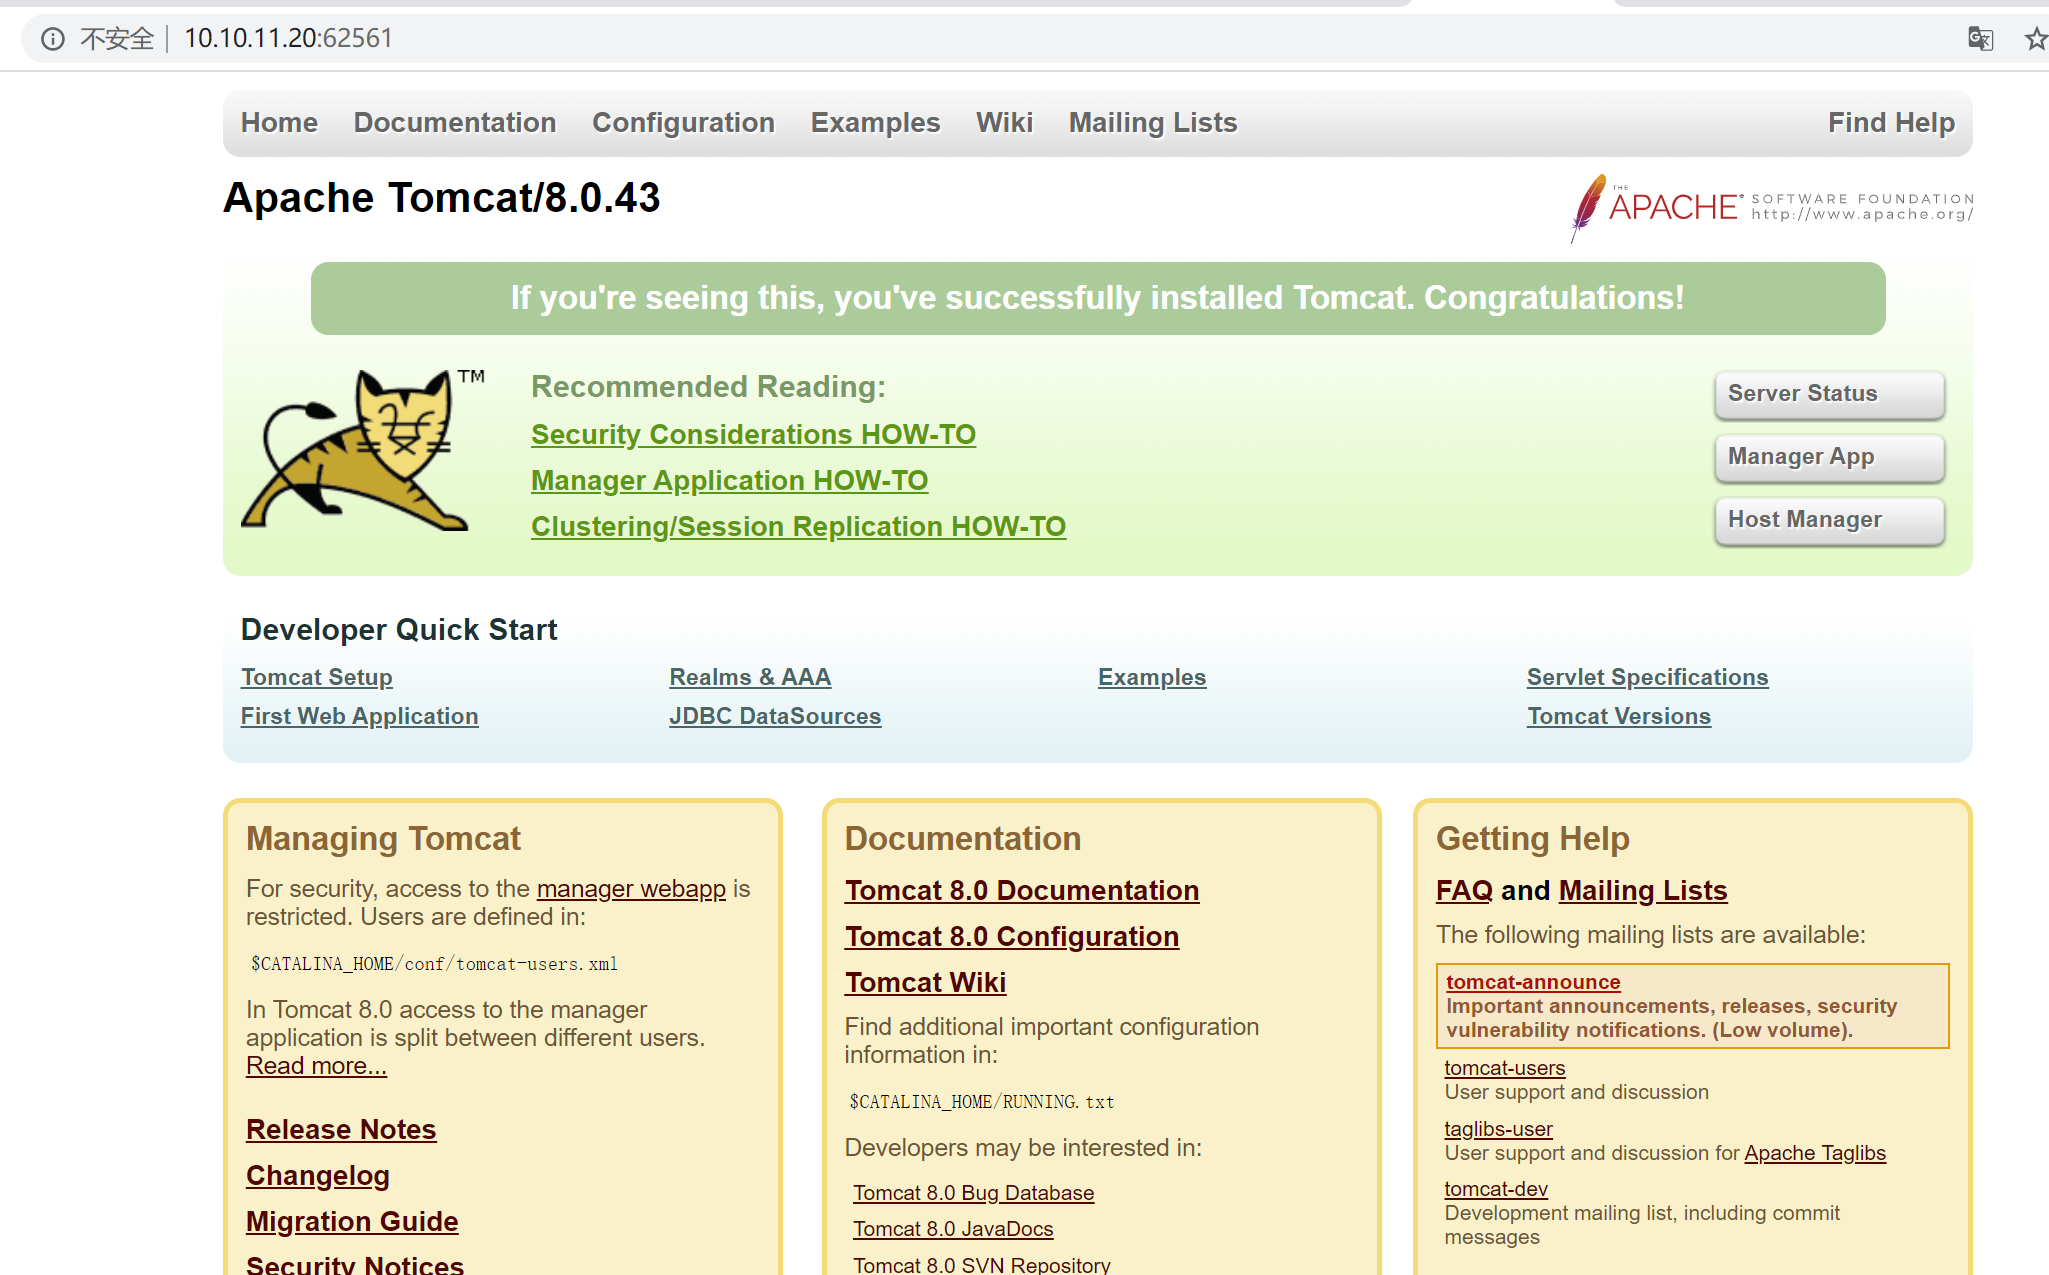 不安全 | 10.10.11.20:62561
Home Documentation Configuration Examples Wiki Mailing Lists Find Help
Apache Tomcat/8.0.43
THE APACHE® SOFTWARE FOUNDATION
http://www.apache.org/
If you're seeing this, you've successfully installed Tomcat. Congratulations!
TM
Recommended Reading:
Security Considerations HOW-TO
Manager Application HOW-TO
Clustering/Session Replication HOW-TO
Server Status
Manager App
Host Manager
Developer Quick Start
Tomcat Setup
First Web Application
Realms & AAA
JDBC DataSources
Examples
Servlet Specifications
Tomcat Versions
Managing Tomcat
For security, access to the manager webapp is
restricted. Users are defined in:
$CATALINA_HOME/conf/tomcat-users.xml
In Tomcat 8.0 access to the manager
application is split between different users.
Read more...
Release Notes
Changelog
Migration Guide
Security Notices
Documentation
Tomcat 8.0 Documentation
Tomcat 8.0 Configuration
Tomcat Wiki
Find additional important configuration
information in:
$CATALINA_HOME/RUNNING.txt
Developers may be interested in:
Tomcat 8.0 Bug Database
Tomcat 8.0 JavaDocs
Tomcat 8.0 SVN Repository
Getting Help
FAQ and Mailing Lists
The following mailing lists are available:
tomcat-announce
Important announcements, releases, security
vulnerability notifications. (Low volume).
tomcat-users
User support and discussion
taglibs-user
User support and discussion for Apache Taglibs
tomcat-dev
Development mailing list, including commit
messages